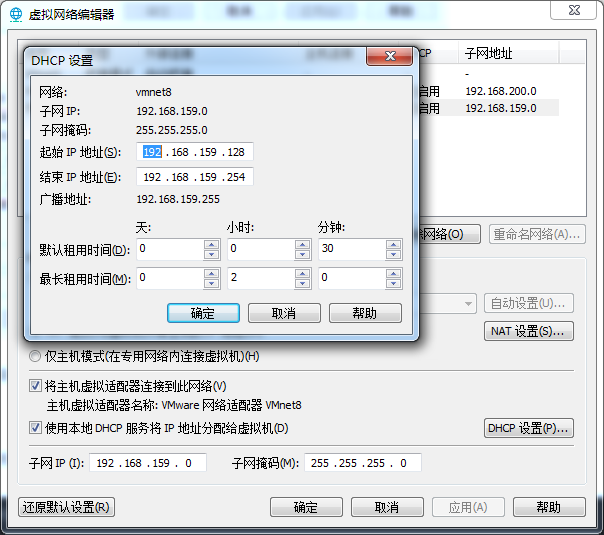 虚拟网络编辑器
CP 子网地址
-
启用 192.168.200.0
启用 192.168.159.0
DHCP 设置
网络: vmnet8
子网 IP: 192.168.159.0
子网掩码: 255.255.255.0
起始 IP 地址(S): 192 . 168 . 159 . 128
结束 IP 地址(E): 192 . 168 . 159 . 254
广播地址: 192.168.159.255
天: 小时: 分钟:
默认租用时间(D): 0 0 30
最长租用时间(M): 0 2 0
确定 取消 帮助
除网络(O) 重命名网络(A)...
自动设置(U)...
NAT 设置(S)...
仅主机模式(在专用网络内连接虚拟机)(H)
将主机虚拟适配器连接到此网络(V)
主机虚拟适配器名称: VMware 网络适配器 VMnet8
使用本地 DHCP 服务将 IP 地址分配给虚拟机(D) DHCP 设置(P)...
子网 IP (I): 192 . 168 . 159 . 0 子网掩码(M): 255 . 255 . 255 . 0
还原默认设置(R) 确定 取消 应用(A) 帮助